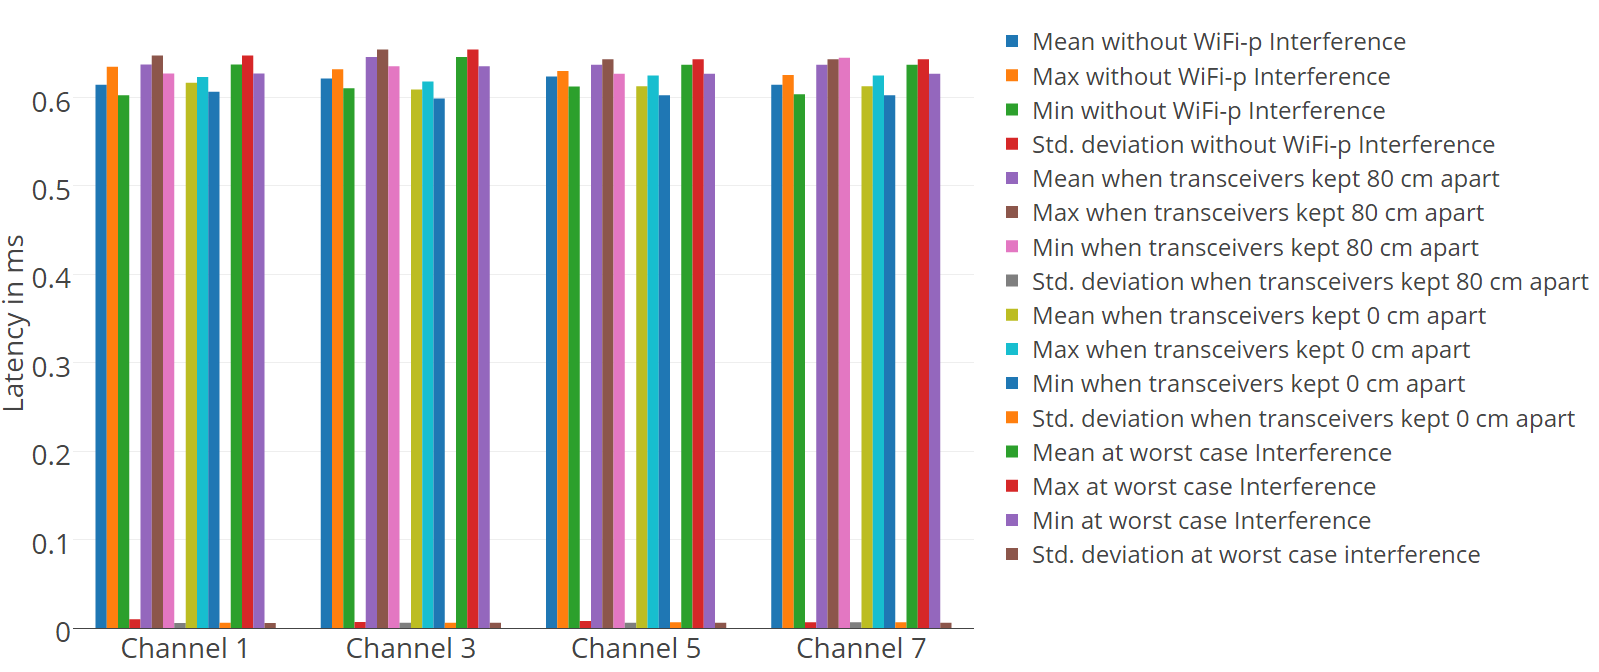 Latency in ms
0.6
0.5
0.4
0.3
0.2
0.1
0
Channel 1
Channel 3
Channel 5
Channel 7
Mean without WiFi-p Interference
Max without WiFi-p Interference
Min without WiFi-p Interference
Std. deviation without WiFi-p Interference
Mean when transceivers kept 80 cm apart
Max when transceivers kept 80 cm apart
Min when transceivers kept 80 cm apart
Std. deviation when transceivers kept 80 cm apart
Mean when transceivers kept 0 cm apart
Max when transceivers kept 0 cm apart
Min when transceivers kept 0 cm apart
Std. deviation when transceivers kept 0 cm apart
Mean at worst case Interference
Max at worst case Interference
Min at worst case Interference
Std. deviation at worst case interference